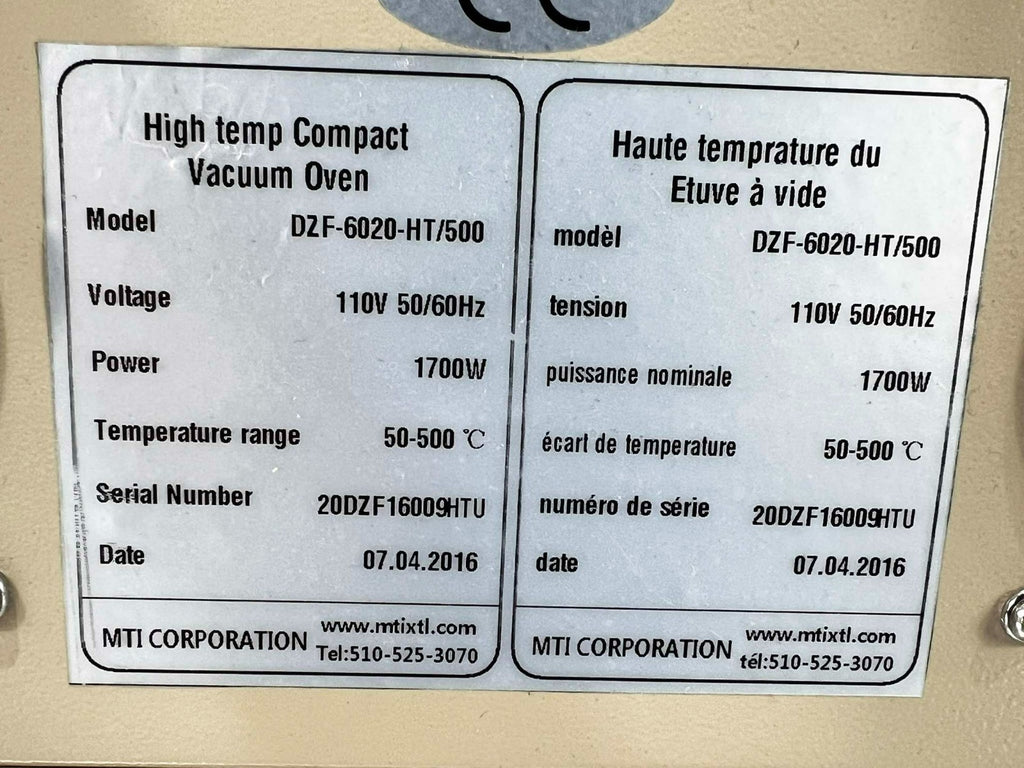 High temp Compact
Vacuum Oven
Model DZF-6020-HT/500
Voltage 110V 50/60Hz
Power 1700W
Temperature range 50-500 ℃
Serial Number 20DZF16009HTU
Date 07.04.2016
MTI CORPORATION www.mtixtl.com
Tel:510-525-3070
Haute temprature du
Etuve à vide
modèl DZF-6020-HT/500
tension 110V 50/60Hz
puissance nominale 1700W
écart de temperature 50-500 ℃
numéro de série 20DZF16009HTU
date 07.04.2016
MTI CORPORATION www.mtixtl.com
tél:510-525-3070